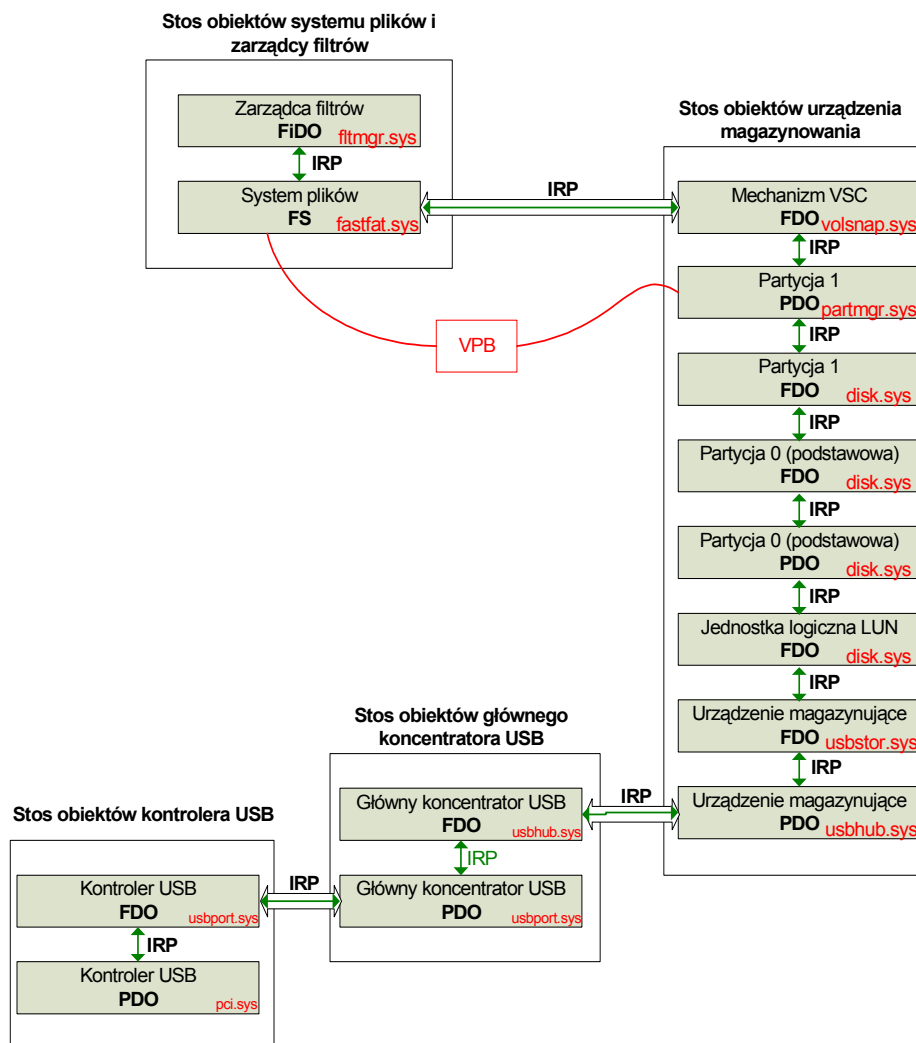 Stos obiektów systemu plików i
zarządcy filtrów
Zarządca filtrów
FiDO
fltmgr.sys
IRP
System plików
FS
fastfat.sys
IRP
VPB
Stos obiektów urządzenia
magazynowania
Mechanizm VSC
FDO
volsnap.sys
IRP
Partycja 1
PDO
partmgr.sys
IRP
Partycja 1
FDO
disk.sys
IRP
Partycja 0 (podstawowa)
FDO
disk.sys
IRP
Partycja 0 (podstawowa)
PDO
disk.sys
IRP
Jednostka logiczna LUN
FDO
disk.sys
IRP
Urządzenie magazynujące
FDO
usbstor.sys
IRP
Urządzenie magazynujące
PDO
usbhub.sys
IRP
Stos obiektów głównego
koncentratora USB
Główny koncentrator USB
FDO
usbhub.sys
IRP
Główny koncentrator USB
PDO
usbport.sys
IRP
Stos obiektów kontrolera USB
Kontroler USB
FDO
usbport.sys
IRP
Kontroler USB
PDO
pci.sys